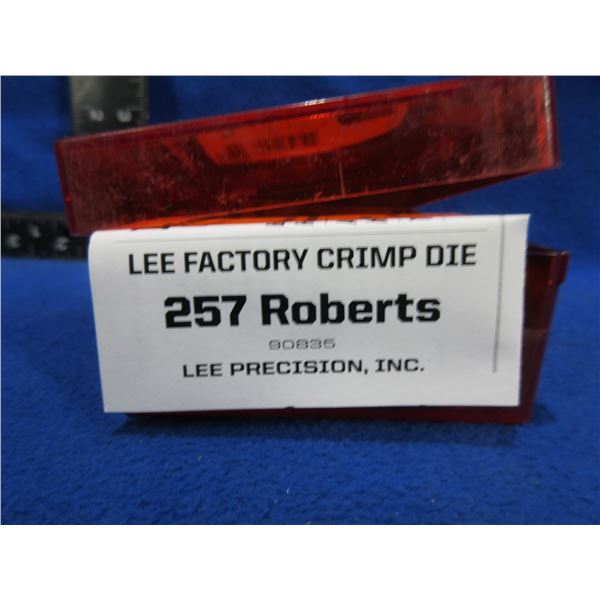 LEE FACTORY CRIMP DIE
257 Roberts
90835
LEE PRECISION, INC.